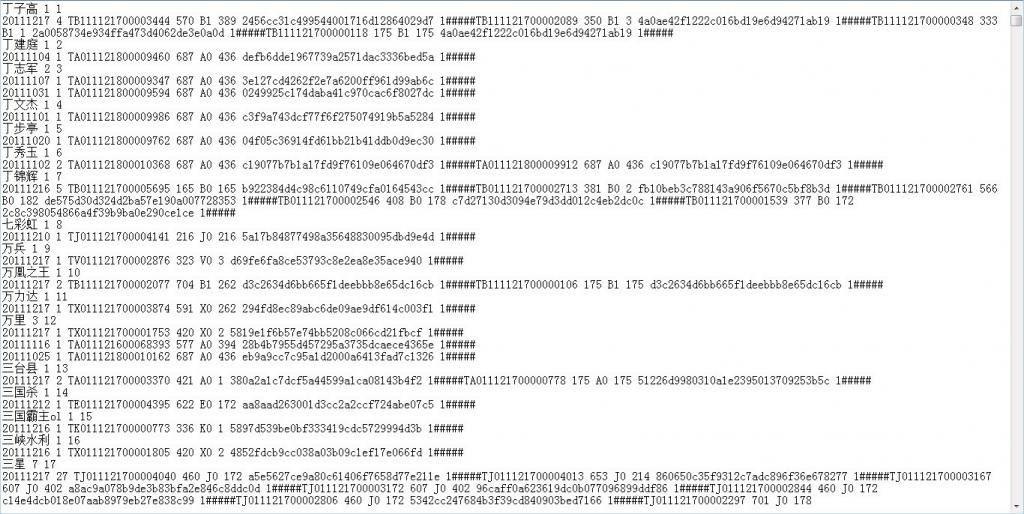 丁子高 1 1
20111217 4 TB011121700003444 570 B1 389 2456cc31c499544001716d12864029d7 1#####TB011121700002089 350 B1 3 4a0ae42f1222c016bd19e6d94271ab19 1#####TB011121700000348 333
B1 1 2a0058734e934ffa473d4062de3e0a0d 1#####TB011121700000118 175 B1 175 4a0ae42f1222c016bd19e6d94271ab19 1#####
丁建庭 1 2
20111104 1 TA011121800009460 687 A0 436 defb6dde1967739a2571dac3336bed5a 1#####
丁志军 2 3
20111107 1 TA011121800009347 687 A0 436 3e127cd4262f2e7a6200ff961d99ab6c 1#####
20111031 1 TA011121800009594 687 A0 436 0249925c174daba41c970cac6f8027dc 1#####
丁文杰 1 4
20111101 1 TA011121800009986 687 A0 436 c3f9a743dcf77f6f275074919b5a5284 1#####
丁步亭 1 5
20111020 1 TA011121800009762 687 A0 436 04f05c36914fd61bb21b41ddb0d9ec30 1#####
丁秀玉 1 6
20111102 2 TA011121800010368 687 A0 436 c19077b7b1a17fd9f76109e064670df3 1#####TA011121800009912 687 A0 436 c19077b7b1a17fd9f76109e064670df3 1#####
丁锦辉 1 7
20111216 5 TB011121700005695 165 B0 165 b922384d4c98c6110749cfa0164543cc 1#####TB011121700002713 381 B0 2 fb10beb3c788143a906f5670c5bf8b3d 1#####TB011121700002761 566
B0 182 de575d30d324d2ba57e190a007728353 1#####TB011121700002546 408 B0 178 c7d27130d3094e79d3dd012c4eb2dc0c 1#####TB011121700001539 377 B0 172
2c8c398054866a4f39b9ba0e290ce1ce 1#####
七彩虹 1 8
20111210 1 TJ011121700004141 216 J0 216 5a17b84877498a35648830095dbd9e4d 1#####
万兵 1 9
20111217 1 TV011121700002876 323 V0 3 d69fe6fa8ce53793c8e2ea8e35ace940 1#####
万凰之王 1 10
20111217 2 TB011121700002077 704 B1 262 d3c2634d6bb665f1deebbb8e65dc16cb 1#####TB011121700000106 175 B1 175 d3c2634d6bb665f1deebbb8e65dc16cb 1#####
万力达 1 11
20111217 1 TX011121700003874 591 X0 262 294fd8ec89abc6de09ae9df614c003f1 1#####
万里 3 12
20111217 1 TX011121700001753 420 X0 2 5819e1f6b57e74bb5208c066cd21fbcf 1#####
20111116 1 TA011121600068393 577 A0 394 28b4b7955d457295a3735dcaece4365e 1#####
20111025 1 TA011121800010162 687 A0 436 eb9a9cc7c95a1d2000a6413fad7c1326 1#####
三台县 1 13
20111217 2 TA011121700003370 421 A0 1 380a2a1c7dcf5a44599a1ca08143b4f2 1#####TA011121700000778 175 A0 175 51226d9980310a1e2395013709253b5c 1#####
三国杀 1 14
20111212 1 TE011121700004395 622 E0 172 aa8aad263001d3cc2a2ccf724abe07c5 1#####
三国霸王ol 1 15
20111216 1 TK011121700000773 336 K0 1 5897d539be0bf333419cdc5729994d3b 1#####
三峡水利 1 16
20111216 1 TX011121700001805 420 X0 2 4852fdcb9cc038a03b09c1ef17e066fd 1#####
三星 7 17
20111217 27 TJ011121700004040 460 J0 172 a5e5627ce9a80c61406f7658d77e211e 1#####TJ011121700004013 653 J0 214 860650c35f9312c7adc896f36e678277 1#####TJ011121700003167
607 J0 402 a8ac9a078b9de3b83bfa2e846c8ddc0d 1#####TJ011121700003172 607 J0 402 96caff0a623619dc0b077096899ddf86 1#####TJ011121700002844 460 J0 172
c14e4dcb018e07aab8979eb27e838c99 1#####TJ011121700002806 460 J0 172 5342cc247684b3f39cd840903bed7166 1#####TJ011121700002297 701 J0 178